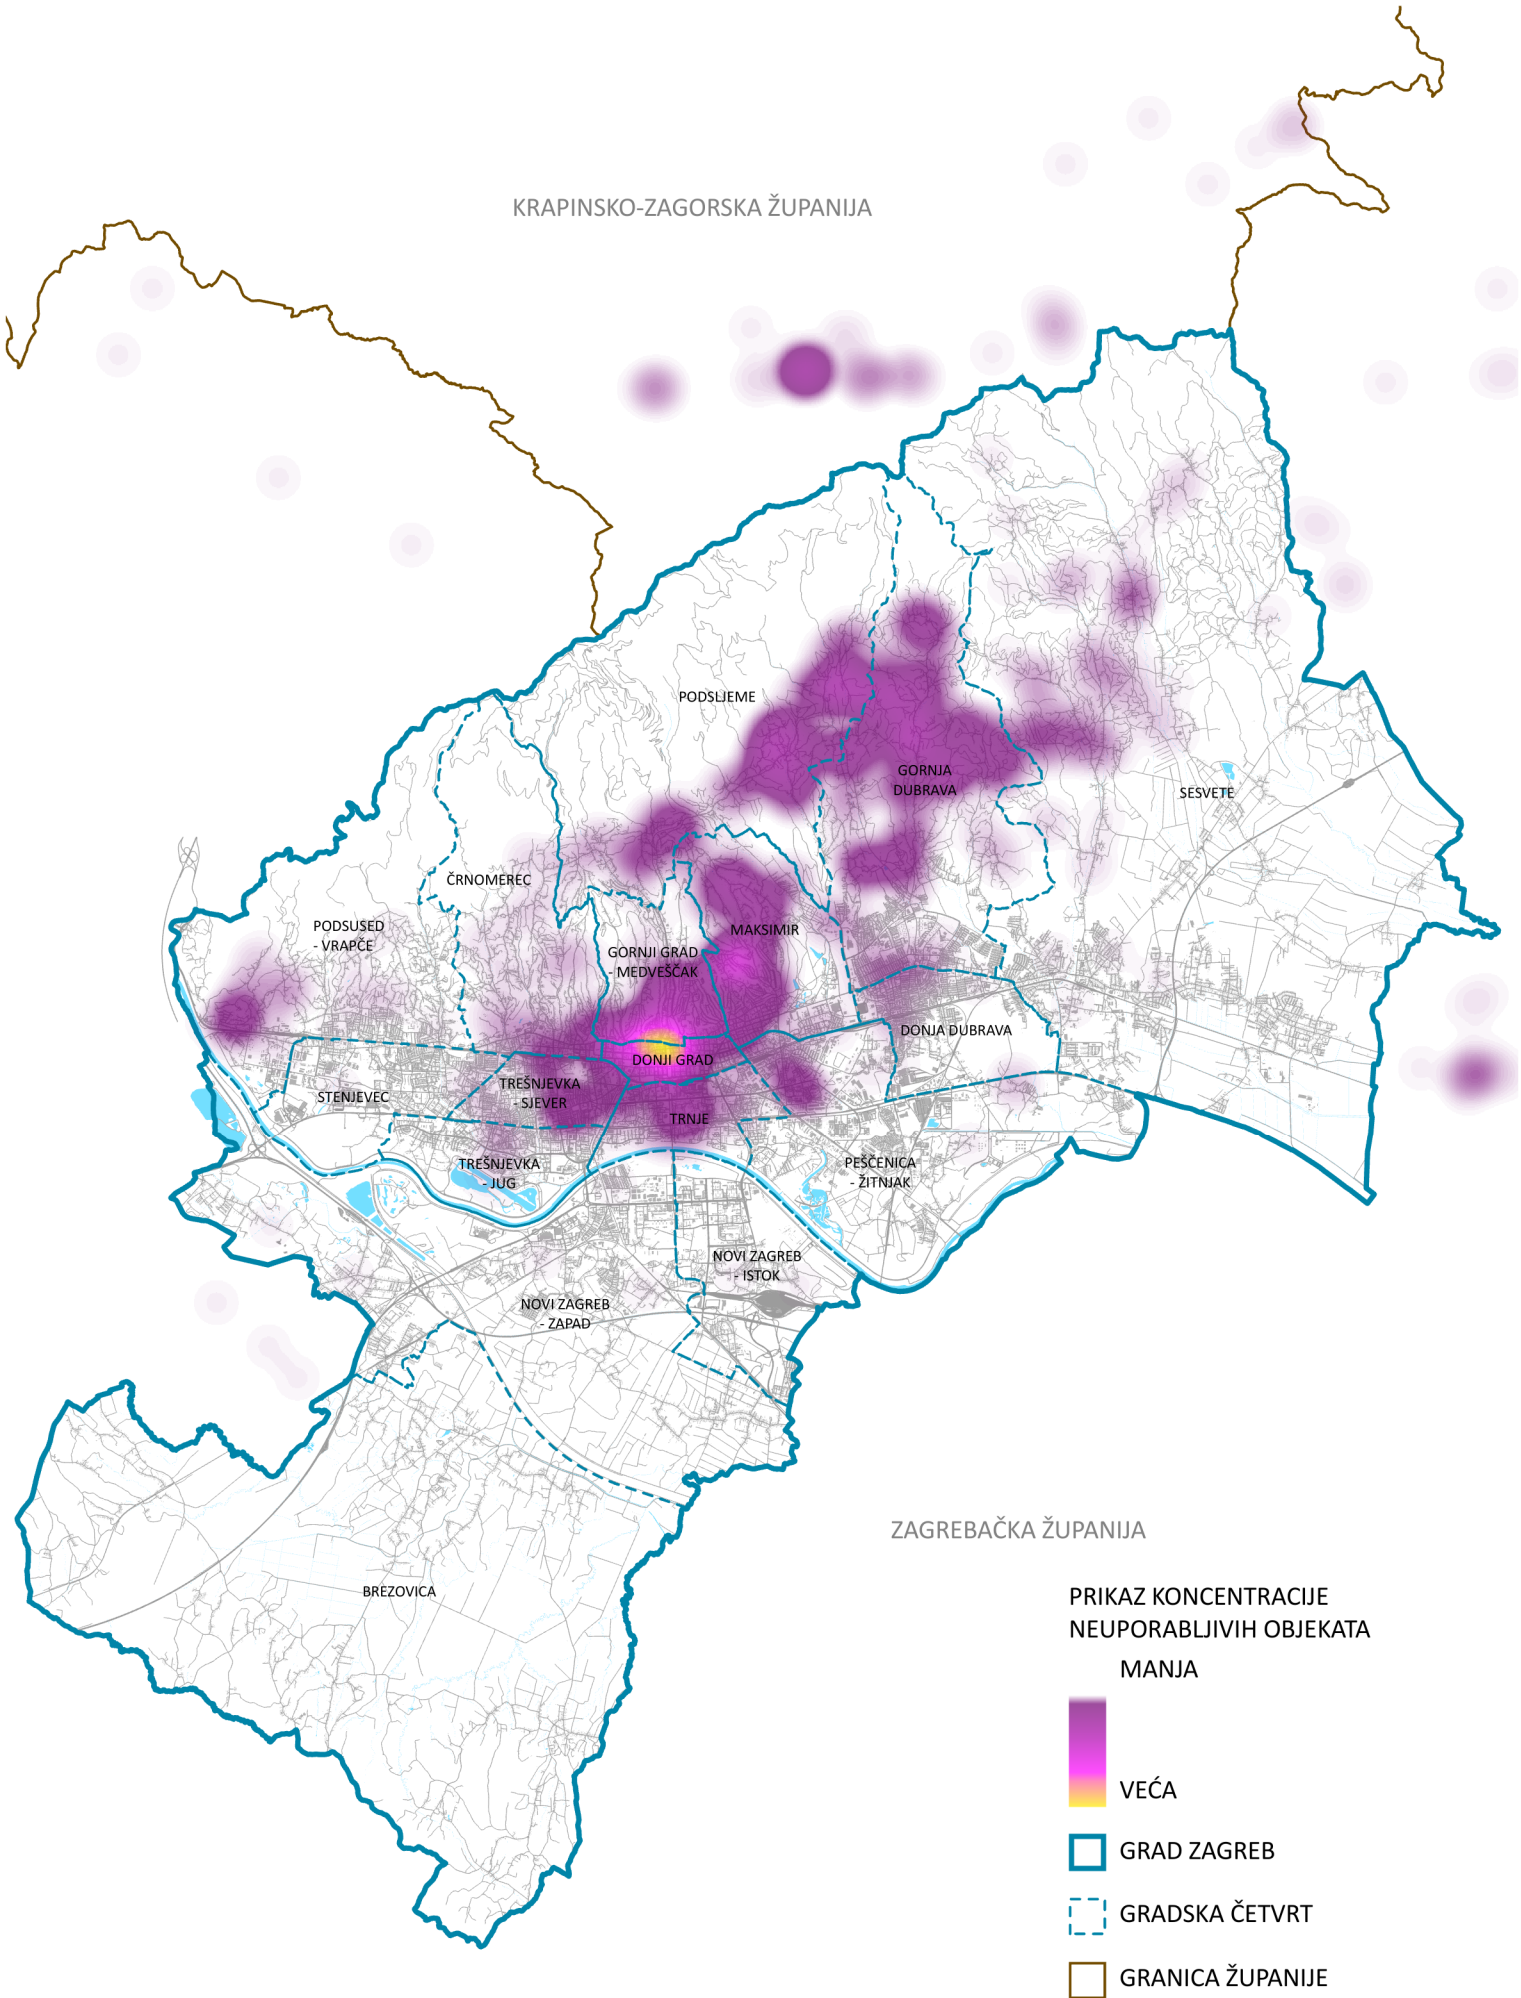 KRAPINSKO-ZAGORSKA ŽUPANIJA
PODSLJEME
GORNJA
DUBRAVA
SESVETE
ČRNOMEREC
PODSUSED
- VRAPČE
MAKSIMIR
GORNJI GRAD
- MEDVEŠČAK
DONJA DUBRAVA
DONJI GRAD
TREŠNJEVKA
- SJEVER
STENJEVEC
TRNJE
TREŠNJEVKA
- JUG
PEŠČENICA
- ŽITNJAK
NOVI ZAGREB
- ISTOK
NOVI ZAGREB
- ZAPAD
BREZOVICA
ZAGREBAČKA ŽUPANIJA
PRIKAZ KONCENTRACIJE
NEUPORABLJIVIH OBJEKATA
MANJA
VEĆA
GRAD ZAGREB
GRADSKA ČETVRT
GRANICA ŽUPANIJE